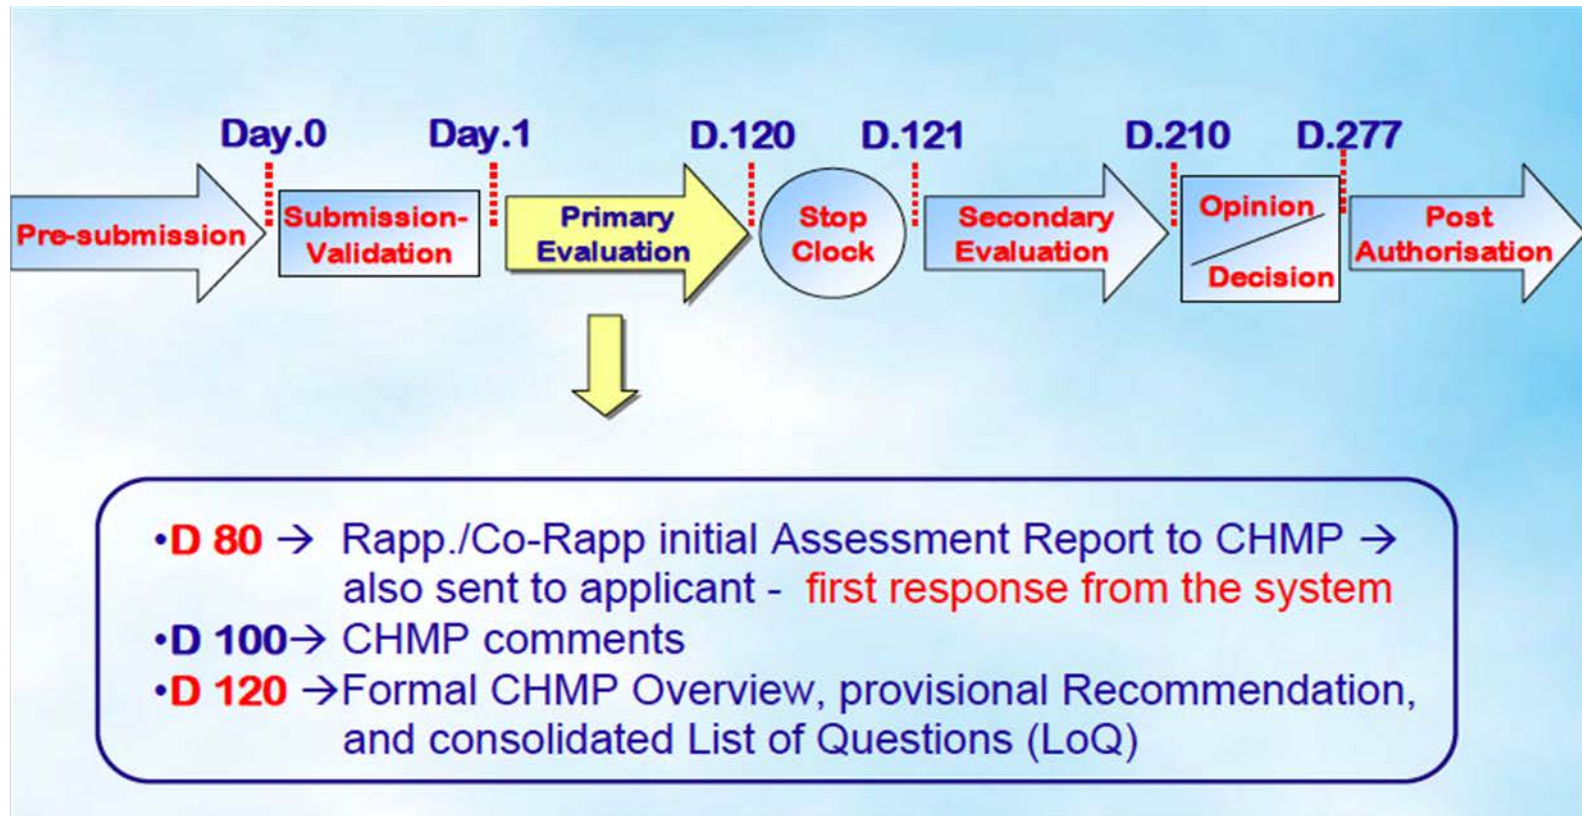 Day.0 Day.1 D.120 D.121 D.210 D.277
Pre-submission
Submission-
Validation
Primary
Evaluation
Stop
Clock
Secondary
Evaluation
Opinion
Decision
Post
Authorisation
•D 80 → Rapp./Co-Rapp initial Assessment Report to CHMP →
also sent to applicant - first response from the system
•D 100→ CHMP comments
•D 120 →Formal CHMP Overview, provisional Recommendation,
and consolidated List of Questions (LoQ)